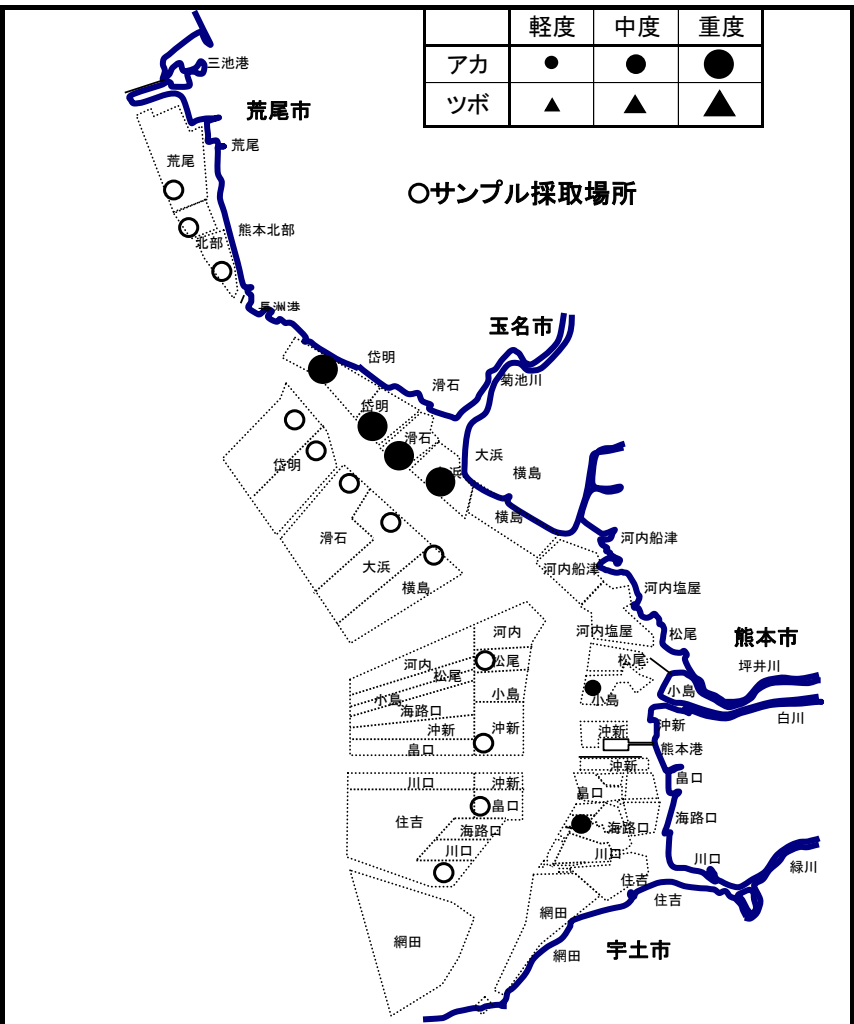 軽度 中度 重度
アカ
ツボ
三池港
荒尾市
荒尾
荒尾
○サンプル採取場所
熊本北部
北部
長洲港
玉名市
岱明
滑石
菊池川
岱明
滑石
大浜
浜
横島
岱明
横島
滑石
河内船津
大浜
河内船津
横島
河内塩屋
河内
河内塩屋
松尾
熊本市
河内
松尾
松尾
坪井川
松尾
小島
小島
小島
小島
海路口
白川
沖新
沖新
沖新
沖新
畠口
熊本港
沖新
川口
沖新
畠口
畠口
畠口
住吉
海路口
海路口
海路口
川口
川口
川口
緑川
住吉
住吉
網田
網田
宇土市
網田